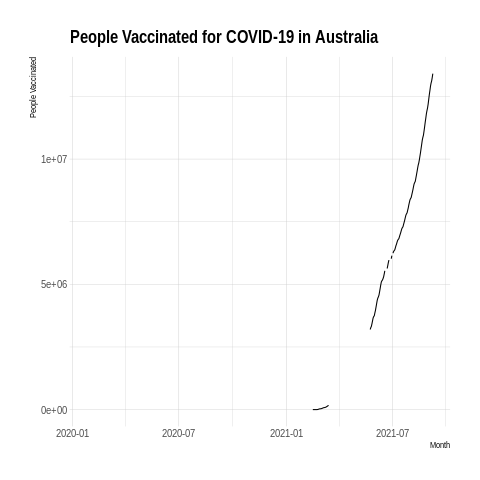 People Vaccinated for COVID-19 in Australia
People Vaccinated
1e+07
5e+06
0e+00
2020-01
2020-07
2021-01
2021-07
Month